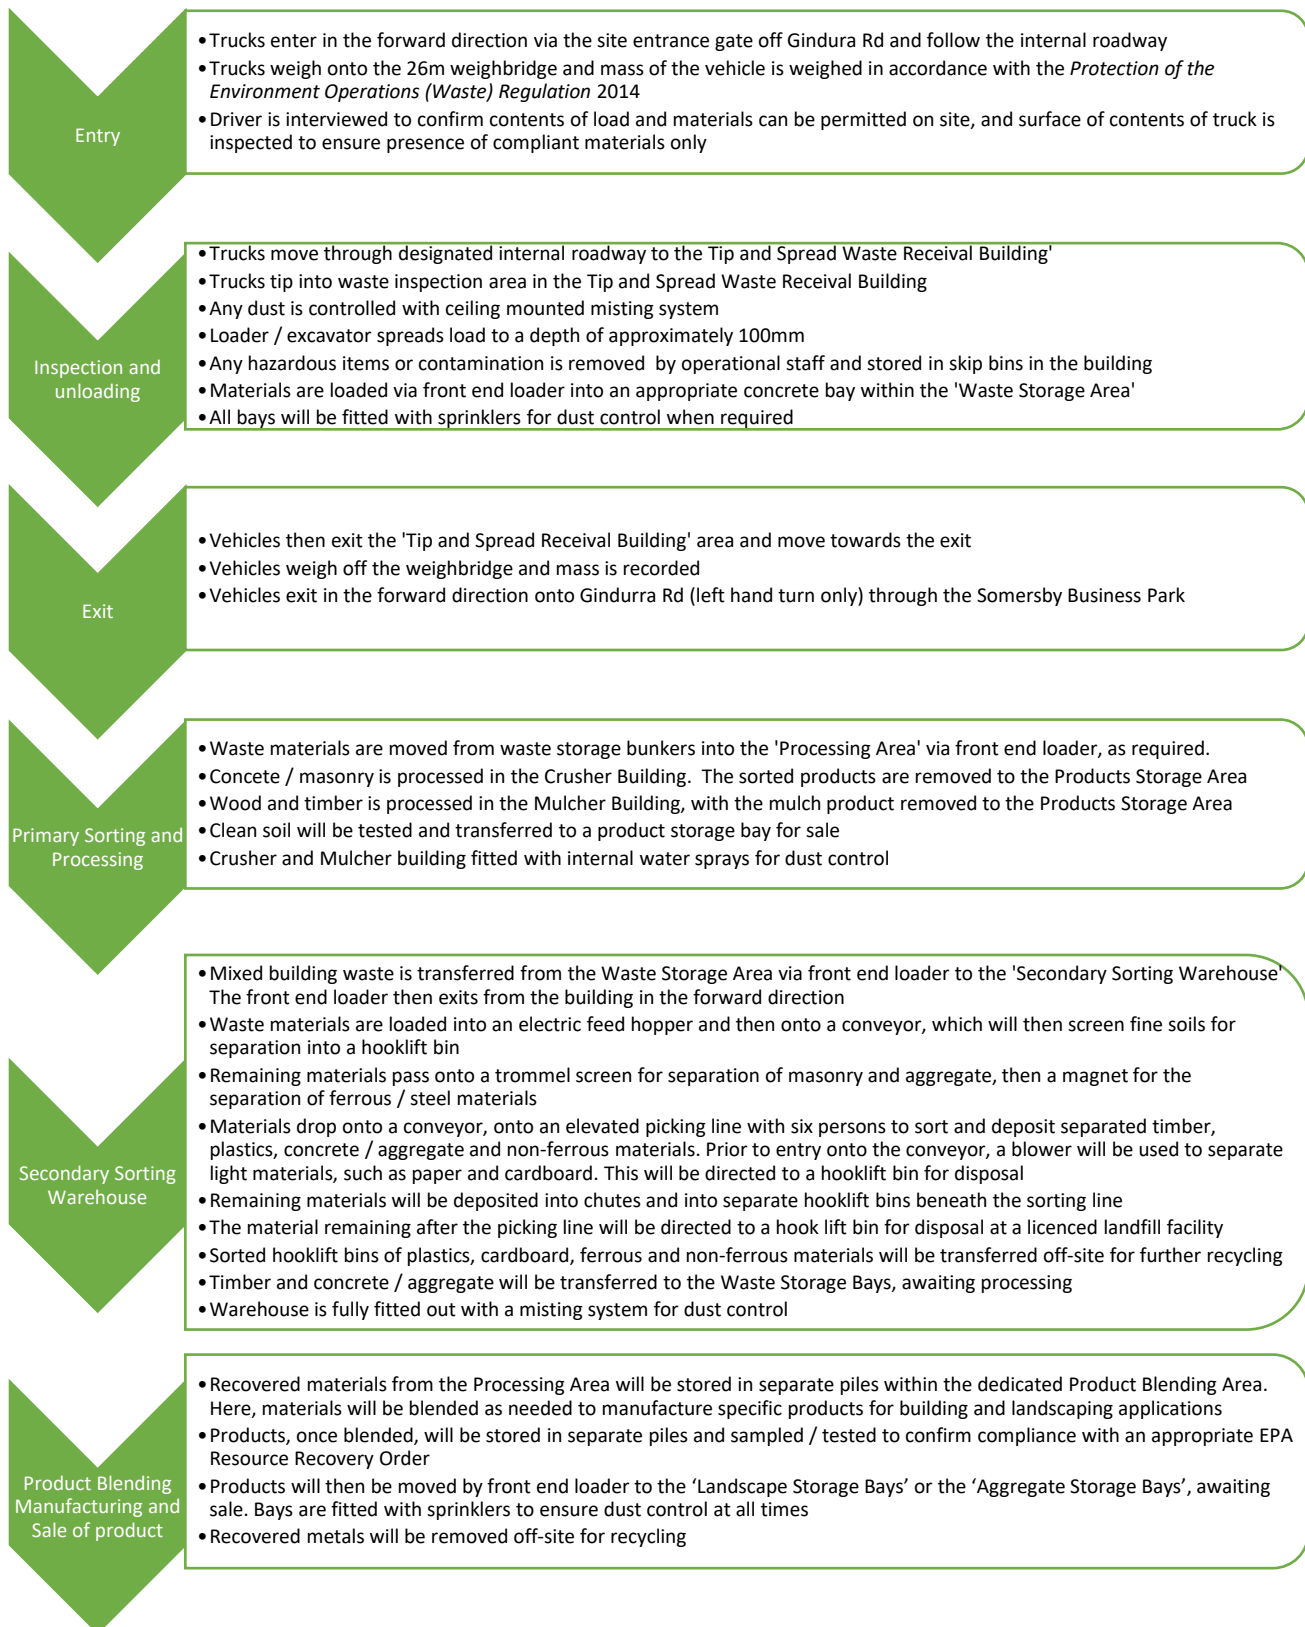 Entry
•Trucks enter in the forward direction via the site entrance gate off Gindura Rd and follow the internal roadway
•Trucks weigh onto the 26m weighbridge and mass of the vehicle is weighed in accordance with the Protection of the
Environment Operations (Waste) Regulation 2014
•Driver is interviewed to confirm contents of load and materials can be permitted on site, and surface of contents of truck is
inspected to ensure presence of compliant materials only
Inspection and
unloading
•Trucks move through designated internal roadway to the Tip and Spread Waste Receival Building'
•Trucks tip into waste inspection area in the Tip and Spread Waste Receival Building
•Any dust is controlled with ceiling mounted misting system
•Loader / excavator spreads load to a depth of approximately 100mm
•Any hazardous items or contamination is removed  by operational staff and stored in skip bins in the building
•Materials are loaded via front end loader into an appropriate concrete bay within the 'Waste Storage Area'
•All bays will be fitted with sprinklers for dust control when required
Exit
•Vehicles then exit the 'Tip and Spread Receival Building' area and move towards the exit
•Vehicles weigh off the weighbridge and mass is recorded
•Vehicles exit in the forward direction onto Gindurra Rd (left hand turn only) through the Somersby Business Park
Primary Sorting and
Processing
•Waste materials are moved from waste storage bunkers into the 'Processing Area' via front end loader, as required.
•Concete / masonry is processed in the Crusher Building.  The sorted products are removed to the Products Storage Area
•Wood and timber is processed in the Mulcher Building, with the mulch product removed to the Products Storage Area
•Clean soil will be tested and transferred to a product storage bay for sale
•Crusher and Mulcher building fitted with internal water sprays for dust control
Secondary Sorting
Warehouse
•Mixed building waste is transferred from the Waste Storage Area via front end loader to the 'Secondary Sorting Warehouse'
The front end loader then exits from the building in the forward direction
•Waste materials are loaded into an electric feed hopper and then onto a conveyor, which will then screen fine soils for
separation into a hooklift bin
•Remaining materials pass onto a trommel screen for separation of masonry and aggregate, then a magnet for the
separation of ferrous / steel materials
•Materials drop onto a conveyor, onto an elevated picking line with six persons to sort and deposit separated timber,
plastics, concrete / aggregate and non-ferrous materials. Prior to entry onto the conveyor, a blower will be used to separate
light materials, such as paper and cardboard. This will be directed to a hooklift bin for disposal
•Remaining materials will be deposited into chutes and into separate hooklift bins beneath the sorting line
•The material remaining after the picking line will be directed to a hook lift bin for disposal at a licenced landfill facility
•Sorted hooklift bins of plastics, cardboard, ferrous and non-ferrous materials will be transferred off-site for further recycling
•Timber and concrete / aggregate will be transferred to the Waste Storage Bays, awaiting processing
•Warehouse is fully fitted out with a misting system for dust control
Product Blending
Manufacturing and
Sale of product
•Recovered materials from the Processing Area will be stored in separate piles within the dedicated Product Blending Area.
Here, materials will be blended as needed to manufacture specific products for building and landscaping applications
•Products, once blended, will be stored in separate piles and sampled / tested to confirm compliance with an appropriate EPA
Resource Recovery Order
•Products will then be moved by front end loader to the ‘Landscape Storage Bays’ or the ‘Aggregate Storage Bays’, awaiting
sale. Bays are fitted with sprinklers to ensure dust control at all times
•Recovered metals will be removed off-site for recycling